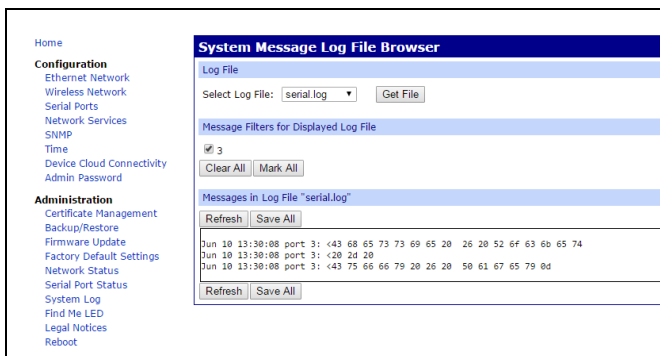 Home
Configuration
Ethernet Network
Wireless Network
Serial Ports
Network Services
SNMP
Time
Device Cloud Connectivity
Admin Password
Administration
Certificate Management
Backup/Restore
Firmware Update
Factory Default Settings
Network Status
Serial Port Status
System Log
Find Me LED
Legal Notices
Reboot
System Message Log File Browser
Log File
Select Log File: serial.log Get File
Message Filters for Displayed Log File
3
Clear All Mark All
Messages in Log File "serial.log"
Refresh Save All
Jun 10 13:30:08 port 3: <43 68 65 73 73 69 65 20 26 20 52 6f 63 6b 65 74
Jun 10 13:30:08 port 3: <20 2d 20
Jun 10 13:30:08 port 3: <43 75 66 66 79 20 26 20 50 61 67 65 79 0d
Refresh Save All